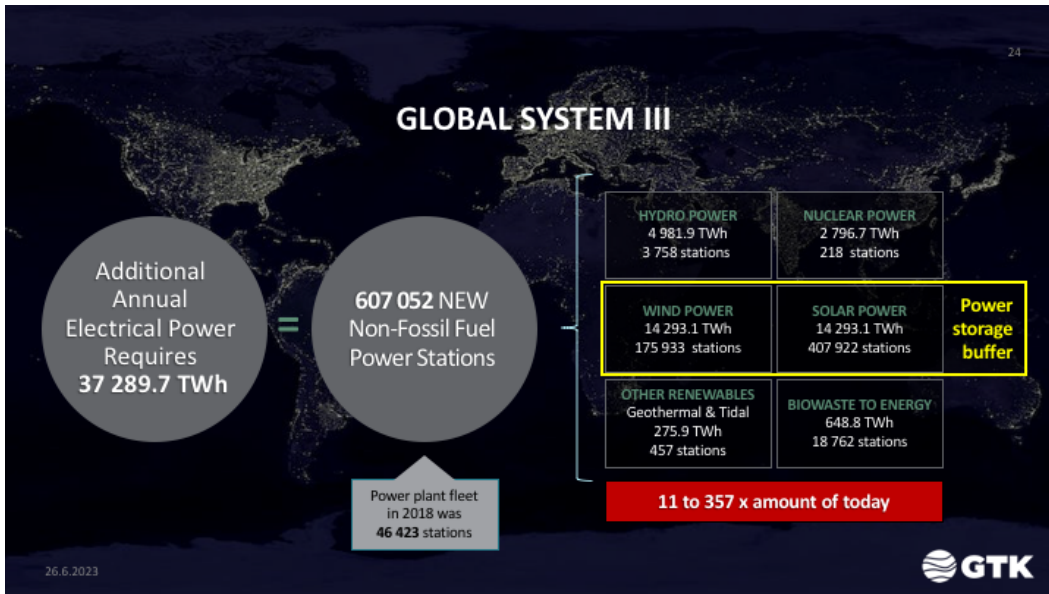 24
GLOBAL SYSTEM III
Additional
Annual
Electrical Power
Requires
37 289.7 TWh
=
607 052 NEW
Non-Fossil Fuel
Power Stations
Power plant fleet
in 2018 was
46 423 stations
HYDRO POWER
4 981.9 TWh
3 758 stations
NUCLEAR POWER
2 796.7 TWh
218 stations
WIND POWER
14 293.1 TWh
175 933 stations
SOLAR POWER
14 293.1 TWh
407 922 stations
Power
storage
buffer
OTHER RENEWABLES
Geothermal & Tidal
275.9 TWh
457 stations
BIOWASTE TO ENERGY
648.8 TWh
18 762 stations
11 to 357 x amount of today
26.6.2023
GTK